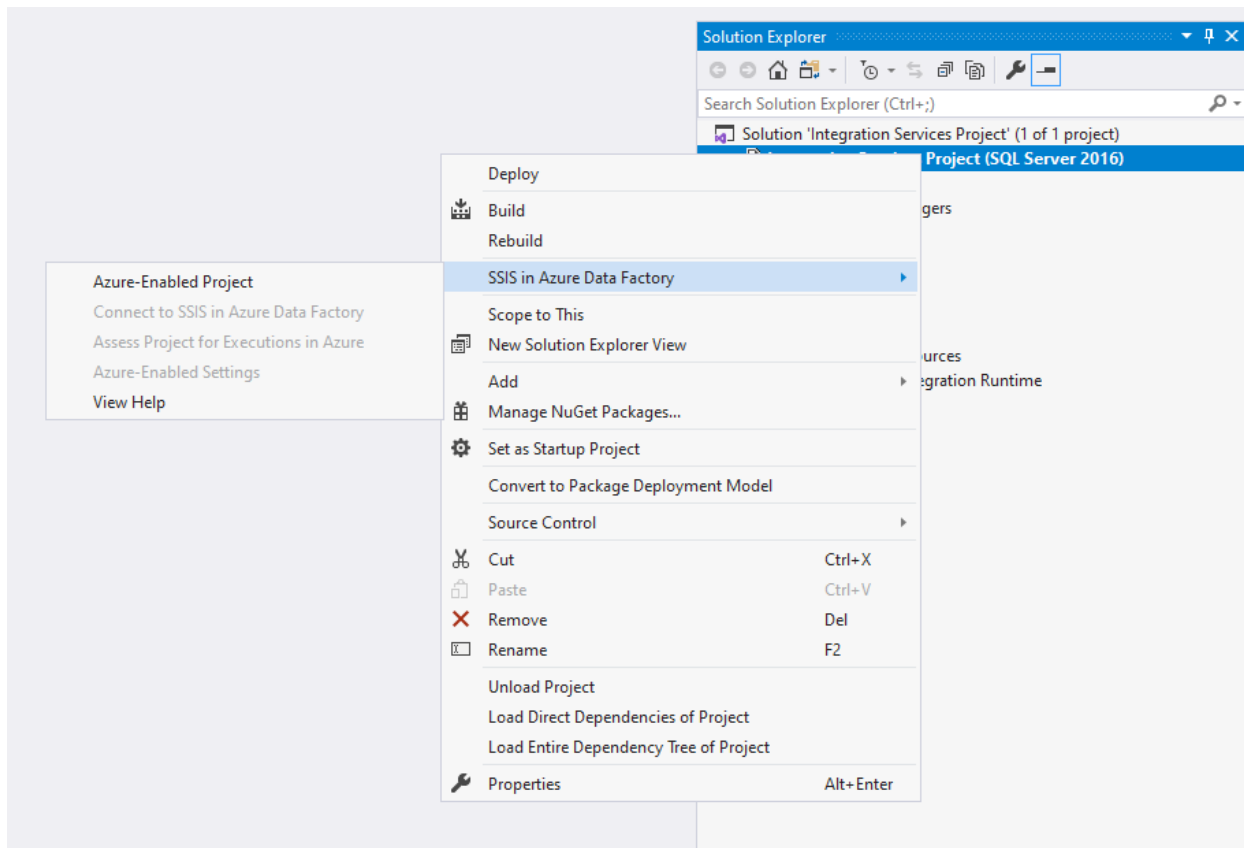 Solution Explorer
Search Solution Explorer (Ctrl+;)
Solution 'Integration Services Project' (1 of 1 project)
Project (SQL Server 2016)
gers
urces
egration Runtime
Deploy
Build
Rebuild
SSIS in Azure Data Factory
Scope to This
New Solution Explorer View
Add
Manage NuGet Packages...
Set as Startup Project
Convert to Package Deployment Model
Source Control
Cut Ctrl+X
Paste Ctrl+V
Remove Del
Rename F2
Unload Project
Load Direct Dependencies of Project
Load Entire Dependency Tree of Project
Properties Alt+Enter
Azure-Enabled Project
Connect to SSIS in Azure Data Factory
Assess Project for Executions in Azure
Azure-Enabled Settings
View Help